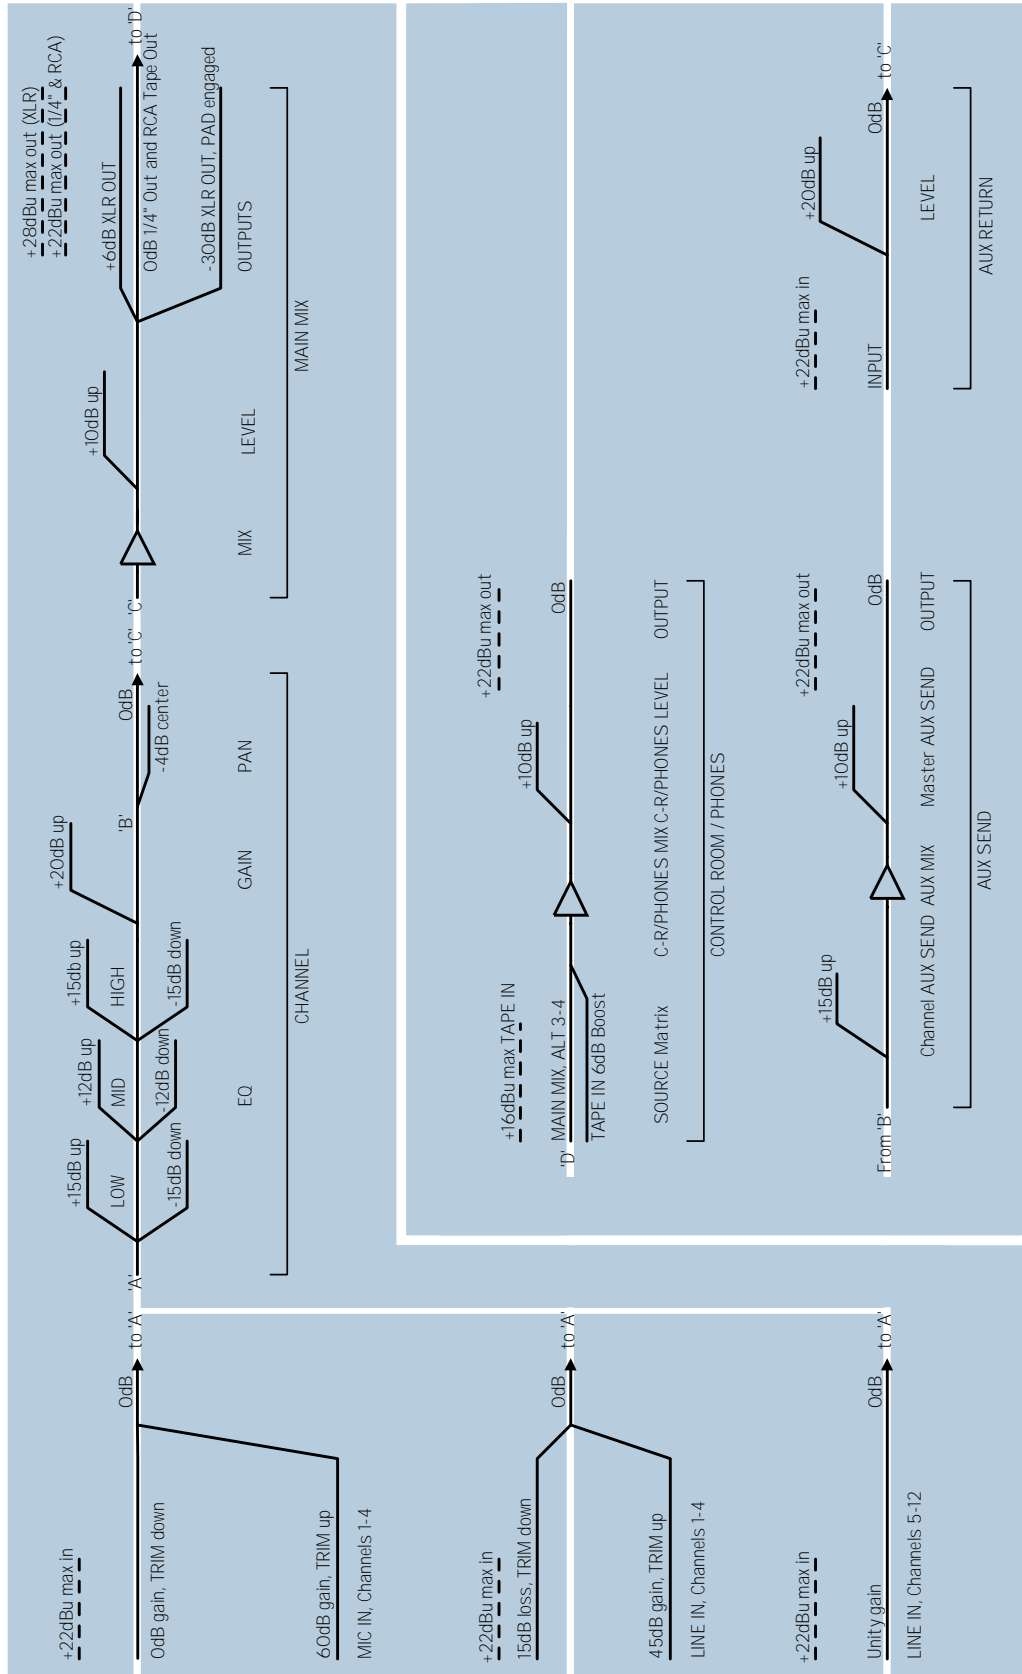 +22dBu max in
0dB gain, TRIM down
60dB gain, TRIM up
MIC IN, Channels 1-4
0dB
to 'A'
+22dBu max in
15dB loss, TRIM down
45dB gain, TRIM up
LINE IN, Channels 1-4
0dB
to 'A'
+22dBu max in
Unity gain
LINE IN, Channels 5-12
0dB
to 'A'
'A'
+15dB up
LOW
-15dB down
+12dB up
MID
-12dB down
+15db up
HIGH
-15dB down
EQ
+20dB up
GAIN
'B'
0dB
-4dB center
PAN
to 'C'
CHANNEL
'C'
MIX
+10dB up
LEVEL
+28dBu max out (XLR)
+22dBu max out (1/4" & RCA)
+6dB XLR OUT
0dB 1/4" Out and RCA Tape Out
-30dB XLR OUT, PAD engaged
OUTPUTS
to 'D'
MAIN MIX
+16dBu max TAPE IN
'D'
MAIN MIX, ALT 3-4
TAPE IN 6dB Boost
SOURCE Matrix
C-R/PHONES MIX
+10dB up
C-R/PHONES LEVEL
+22dBu max out
0dB
OUTPUT
CONTROL ROOM / PHONES
From 'B'
+15dB up
Channel AUX SEND
AUX MIX
+10dB up
Master AUX SEND
+22dBu max out
0dB
OUTPUT
AUX SEND
+22dBu max in
INPUT
+20dB up
LEVEL
0dB
to 'C'
AUX RETURN